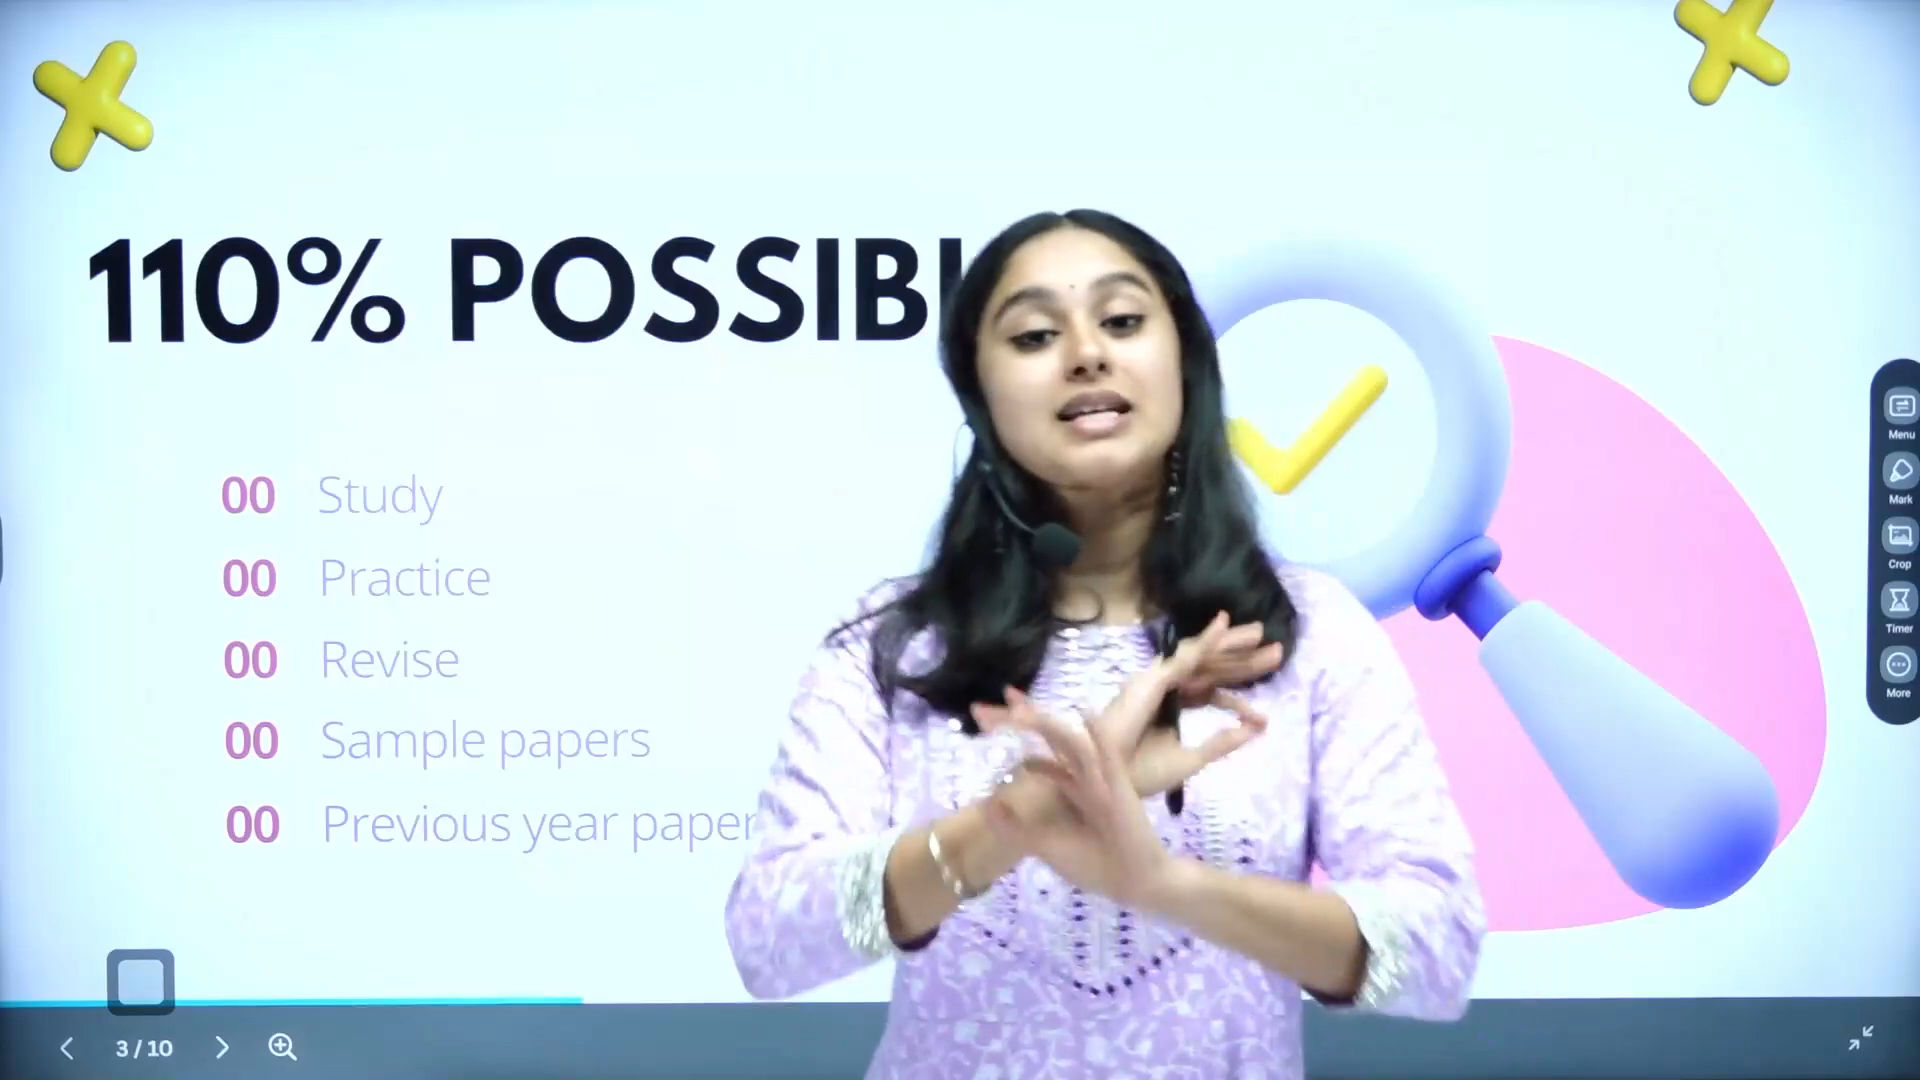 110% POSSIBL
00 Study
00 Practice
00 Revise
00 Sample papers
00 Previous year paper
Menu
Mark
Crop
Timer
More
3 / 10